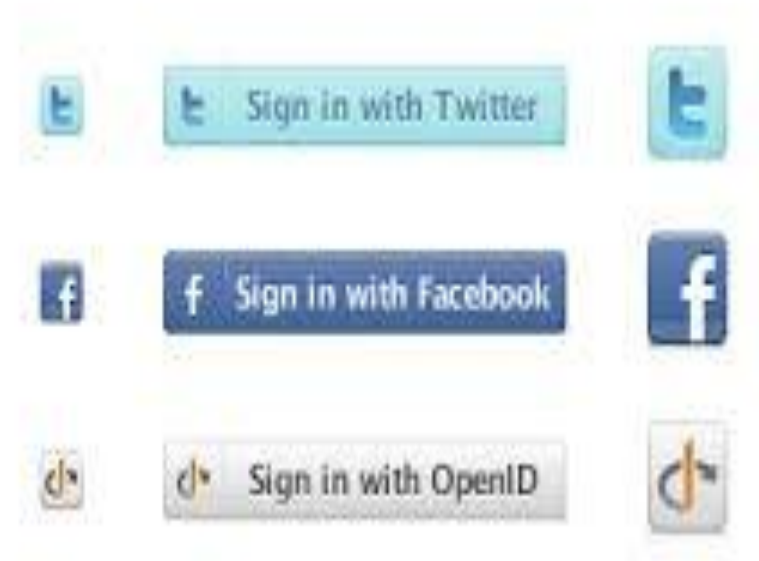 t t Sign in with Twitter t
f f Sign in with Facebook f
Sign in with OpenID